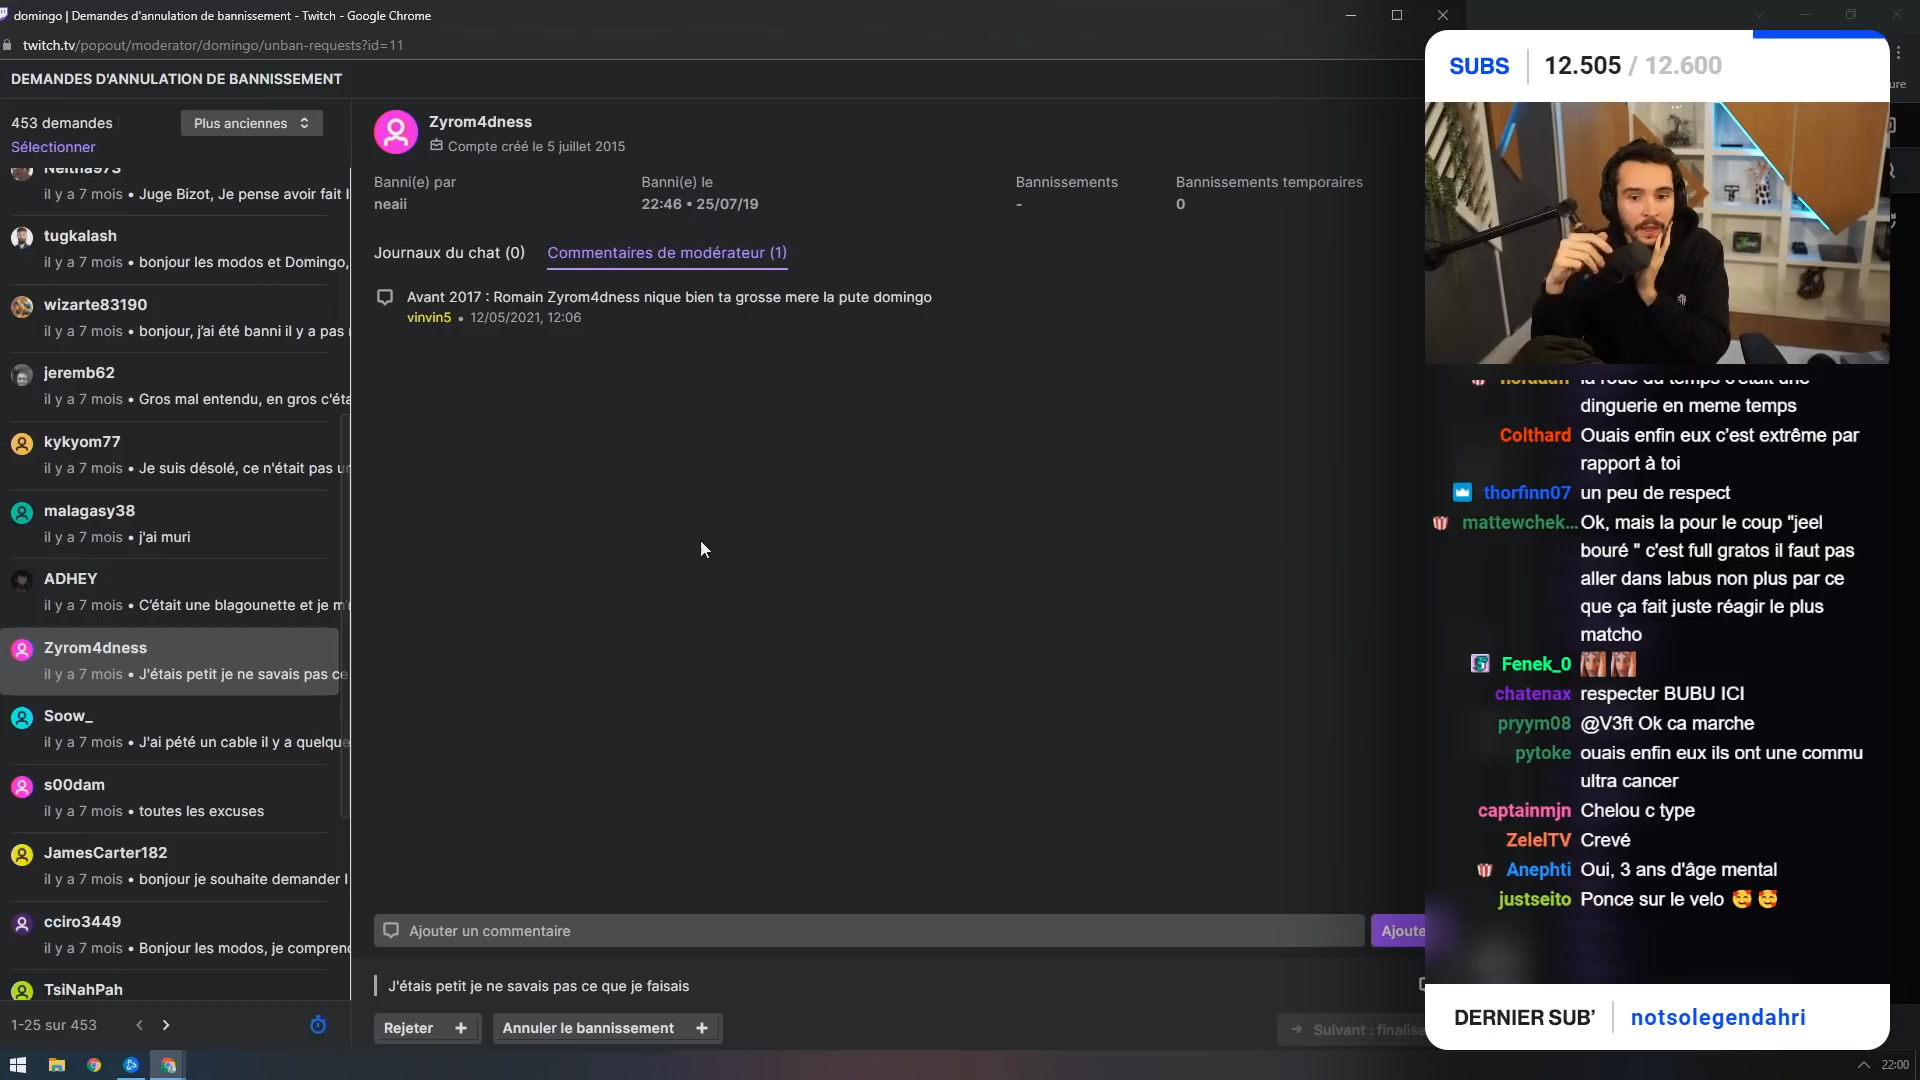 domingo | Demandes d'annulation de bannissement - Twitch - Google Chrome
twitch.tv/popout/moderator/domingo/unban-requests?id=11
DEMANDES D'ANNULATION DE BANNISSEMENT
453 demandes
Plus anciennes
Sélectionner
Neitha973
il y a 7 mois • Juge Bizot, Je pense avoir fait l
tugkalash
il y a 7 mois • bonjour les modos et Domingo,
wizarte83190
il y a 7 mois • bonjour, j'ai été banni il y a pas
jeremb62
il y a 7 mois • Gros mal entendu, en gros c'éta
kykyom77
il y a 7 mois • Je suis désolé, ce n'était pas u
malagasy38
il y a 7 mois • j'ai muri
ADHEY
il y a 7 mois • C'était une blagounette et je m'
Zyrom4dness
il y a 7 mois • J'étais petit je ne savais pas ce
Soow_
il y a 7 mois • J'ai pété un cable il y a quelque
s00dam
il y a 7 mois • toutes les excuses
JamesCarter182
il y a 7 mois • bonjour je souhaite demander l
cciro3449
il y a 7 mois • Bonjour les modos, je compren
TsiNahPah
1-25 sur 453
Zyrom4dness
Compte créé le 5 juillet 2015
Banni(e) par
neaii
Banni(e) le
22:46 • 25/07/19
Bannissements
-
Bannissements temporaires
0
Journaux du chat (0)
Commentaires de modérateur (1)
Avant 2017 : Romain Zyrom4dness nique bien ta grosse mere la pute domingo
vinvin5 • 12/05/2021, 12:06
Ajouter un commentaire
Ajoute
J'étais petit je ne savais pas ce que je faisais
Rejeter +
Annuler le bannissement +
Suivant : finalise
SUBS 12.505 / 12.600
la roue du temps c'était une
dinguerie en meme temps
Colthard Ouais enfin eux c'est extrême par
rapport à toi
thorfinn07 un peu de respect
mattewchek... Ok, mais la pour le coup "jeel
bouré " c'est full gratos il faut pas
aller dans labus non plus par ce
que ça fait juste réagir le plus
matcho
Fenek_0
chatenax respecter BUBU ICI
pryym08 @V3ft Ok ca marche
pytoke ouais enfin eux ils ont une commu
ultra cancer
captainmjn Chelou c type
ZelelTV Crevé
Anephti Oui, 3 ans d'âge mental
justseito Ponce sur le velo 🥰 🥰
DERNIER SUB' notsolegendahri
ure
22:00